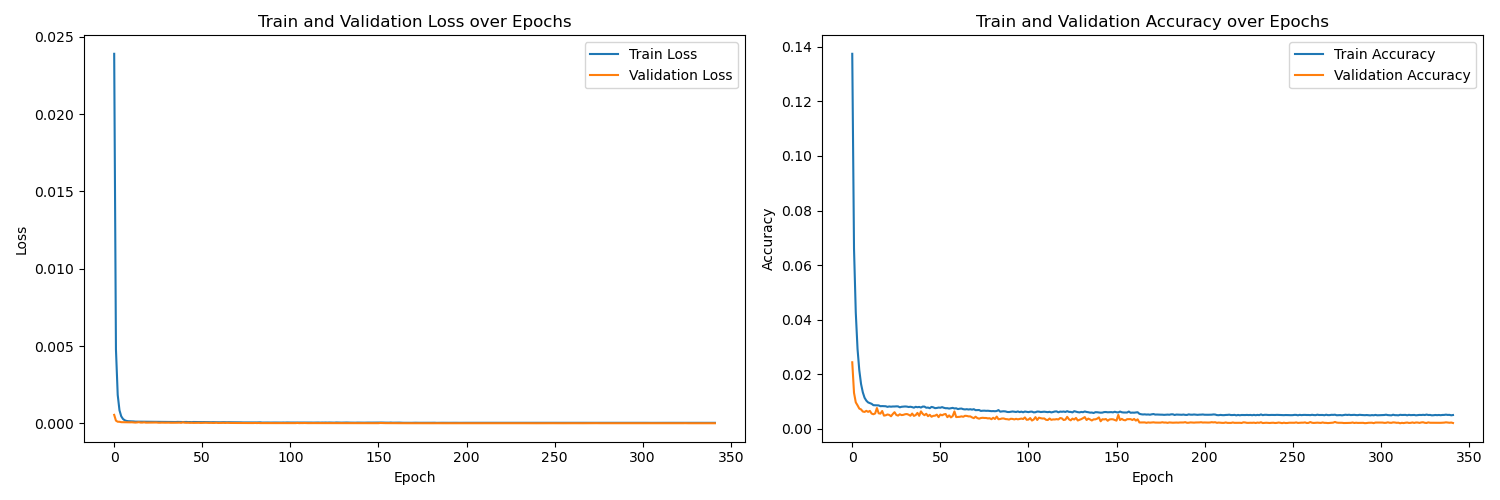 Train and Validation Loss over Epochs
0.025
0.020
0.015
0.010
0.005
0.000
Loss
Train Loss
Validation Loss
0 50 100 150 200 250 300 350
Epoch
Train and Validation Accuracy over Epochs
0.14
0.12
0.10
0.08
0.06
0.04
0.02
0.00
Accuracy
Train Accuracy
Validation Accuracy
0 50 100 150 200 250 300 350
Epoch